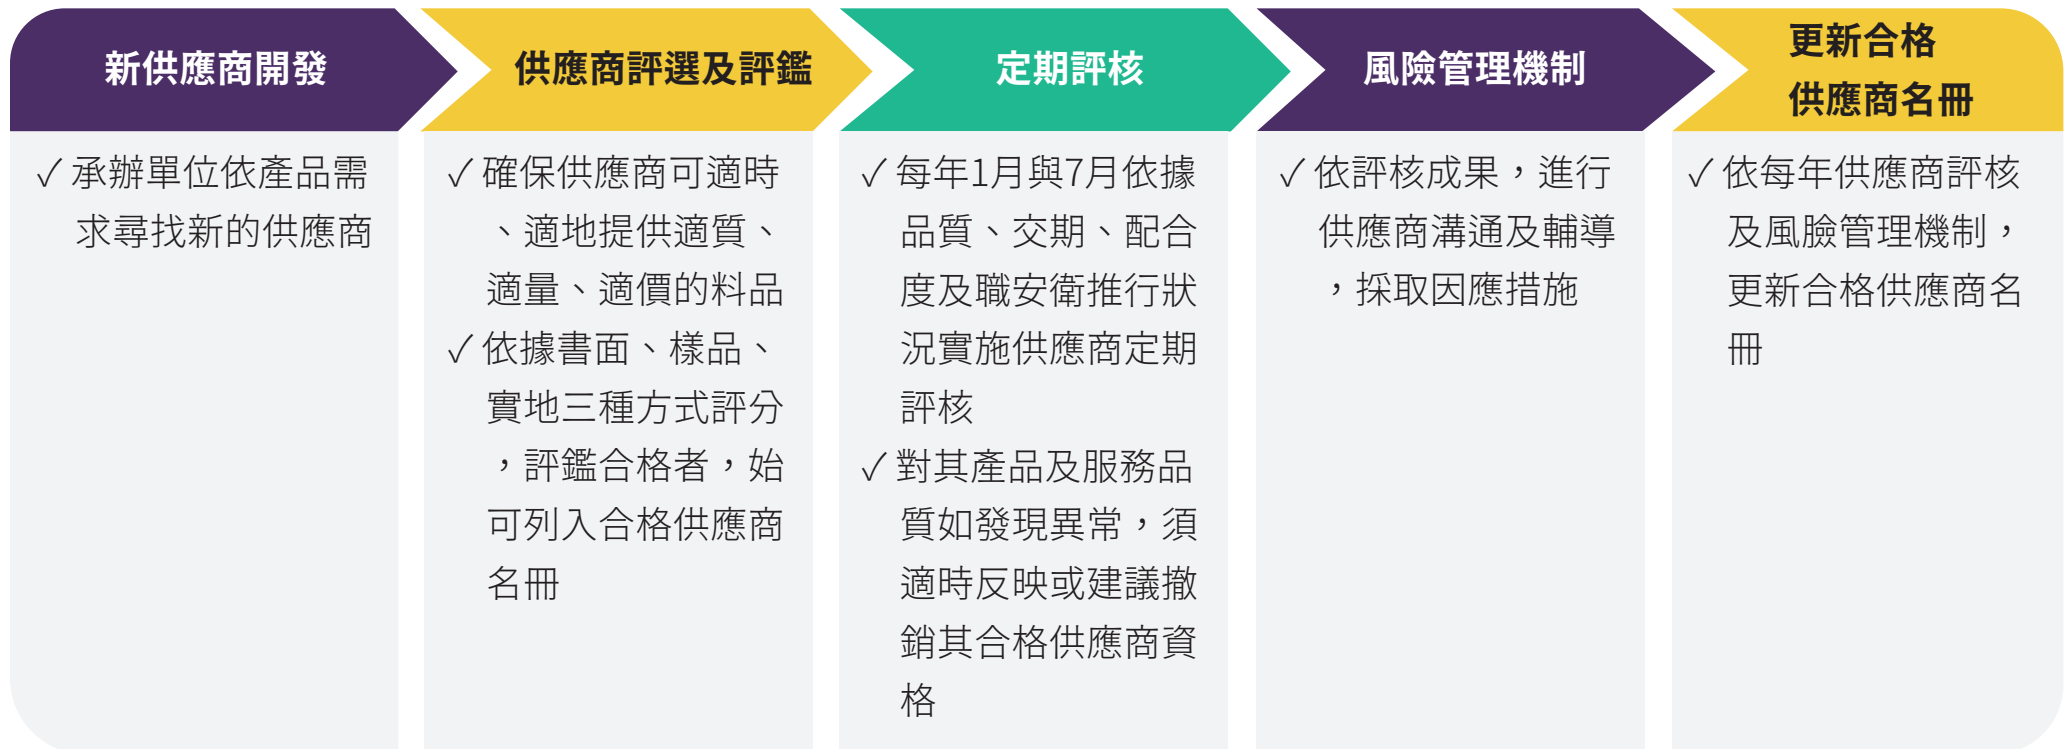 新供應商開發
✓承辦單位依產品需
求尋找新的供應商
供應商評選及評鑑
✓確保供應商可適時
、適地提供適質、
適量、適價的料品
✓依據書面、樣品、
實地三種方式評分
，評鑑合格者，始
可列入合格供應商
名冊
定期評核
✓每年1月與7月依據
品質、交期、配合
度及職安衛推行狀
況實施供應商定期
評核
✓對其產品及服務品
質如發現異常，須
適時反映或建議撤
銷其合格供應商資
格
風險管理機制
✓依評核成果，進行
供應商溝通及輔導
，採取因應措施
更新合格
供應商名冊
✓依每年供應商評核
及風臉管理機制，
更新合格供應商名
冊